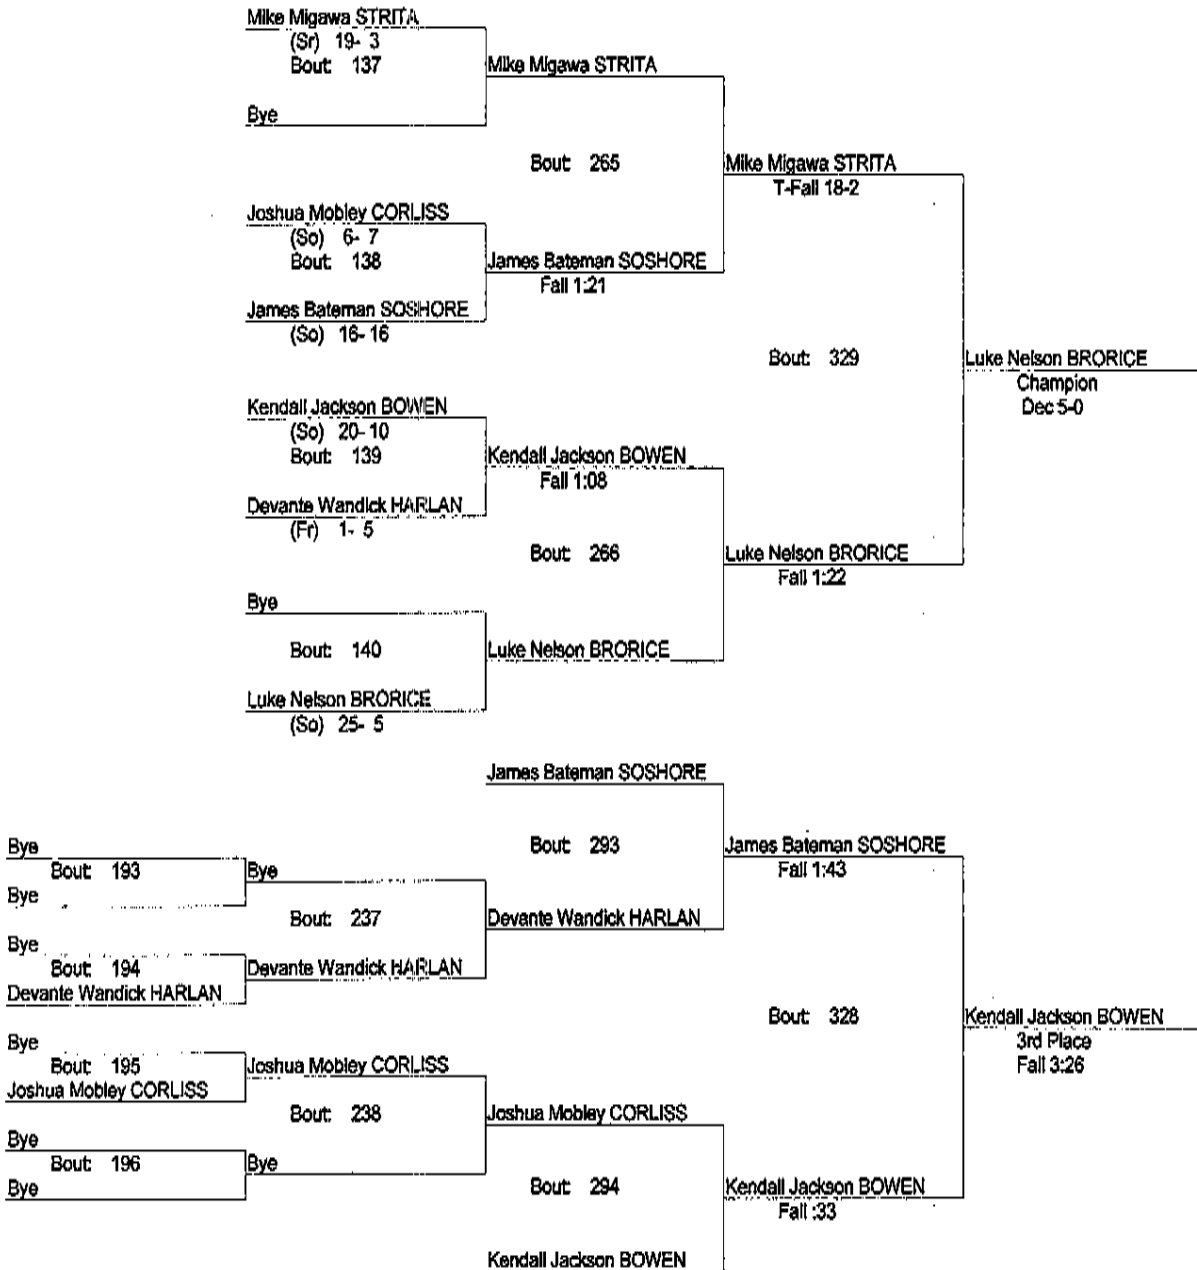 Mike Migawa STRITA
(Sr) 19- 3
Bout: 137
Mike Migawa STRITA
Bye
Bout: 265
Mike Migawa STRITA
T-Fall 18-2
Joshua Mobley CORLISS
(So) 6- 7
Bout: 138
James Bateman SOSHORE
Fall 1:21
James Bateman SOSHORE
(So) 16- 16
Bout: 329
Luke Nelson BRORICE
Champion
Dec 5-0
Kendall Jackson BOWEN
(So) 20- 10
Bout: 139
Kendall Jackson BOWEN
Fall 1:08
Devante Wandick HARLAN
(Fr) 1- 5
Bout: 266
Luke Nelson BRORICE
Fall 1:22
Bye
Bout: 140
Luke Nelson BRORICE
Luke Nelson BRORICE
(So) 25- 5
James Bateman SOSHORE
Bout: 293
James Bateman SOSHORE
Fall 1:43
Bye
Bout: 193
Bye
Bye
Bout: 237
Devante Wandick HARLAN
Bye
Bout: 194
Devante Wandick HARLAN
Devante Wandick HARLAN
Bout: 328
Kendall Jackson BOWEN
3rd Place
Fall 3:26
Bye
Bout: 195
Joshua Mobley CORLISS
Joshua Mobley CORLISS
Bout: 238
Joshua Mobley CORLISS
Bye
Bout: 196
Bye
Bye
Bout: 294
Kendall Jackson BOWEN
Fall :33
Kendall Jackson BOWEN